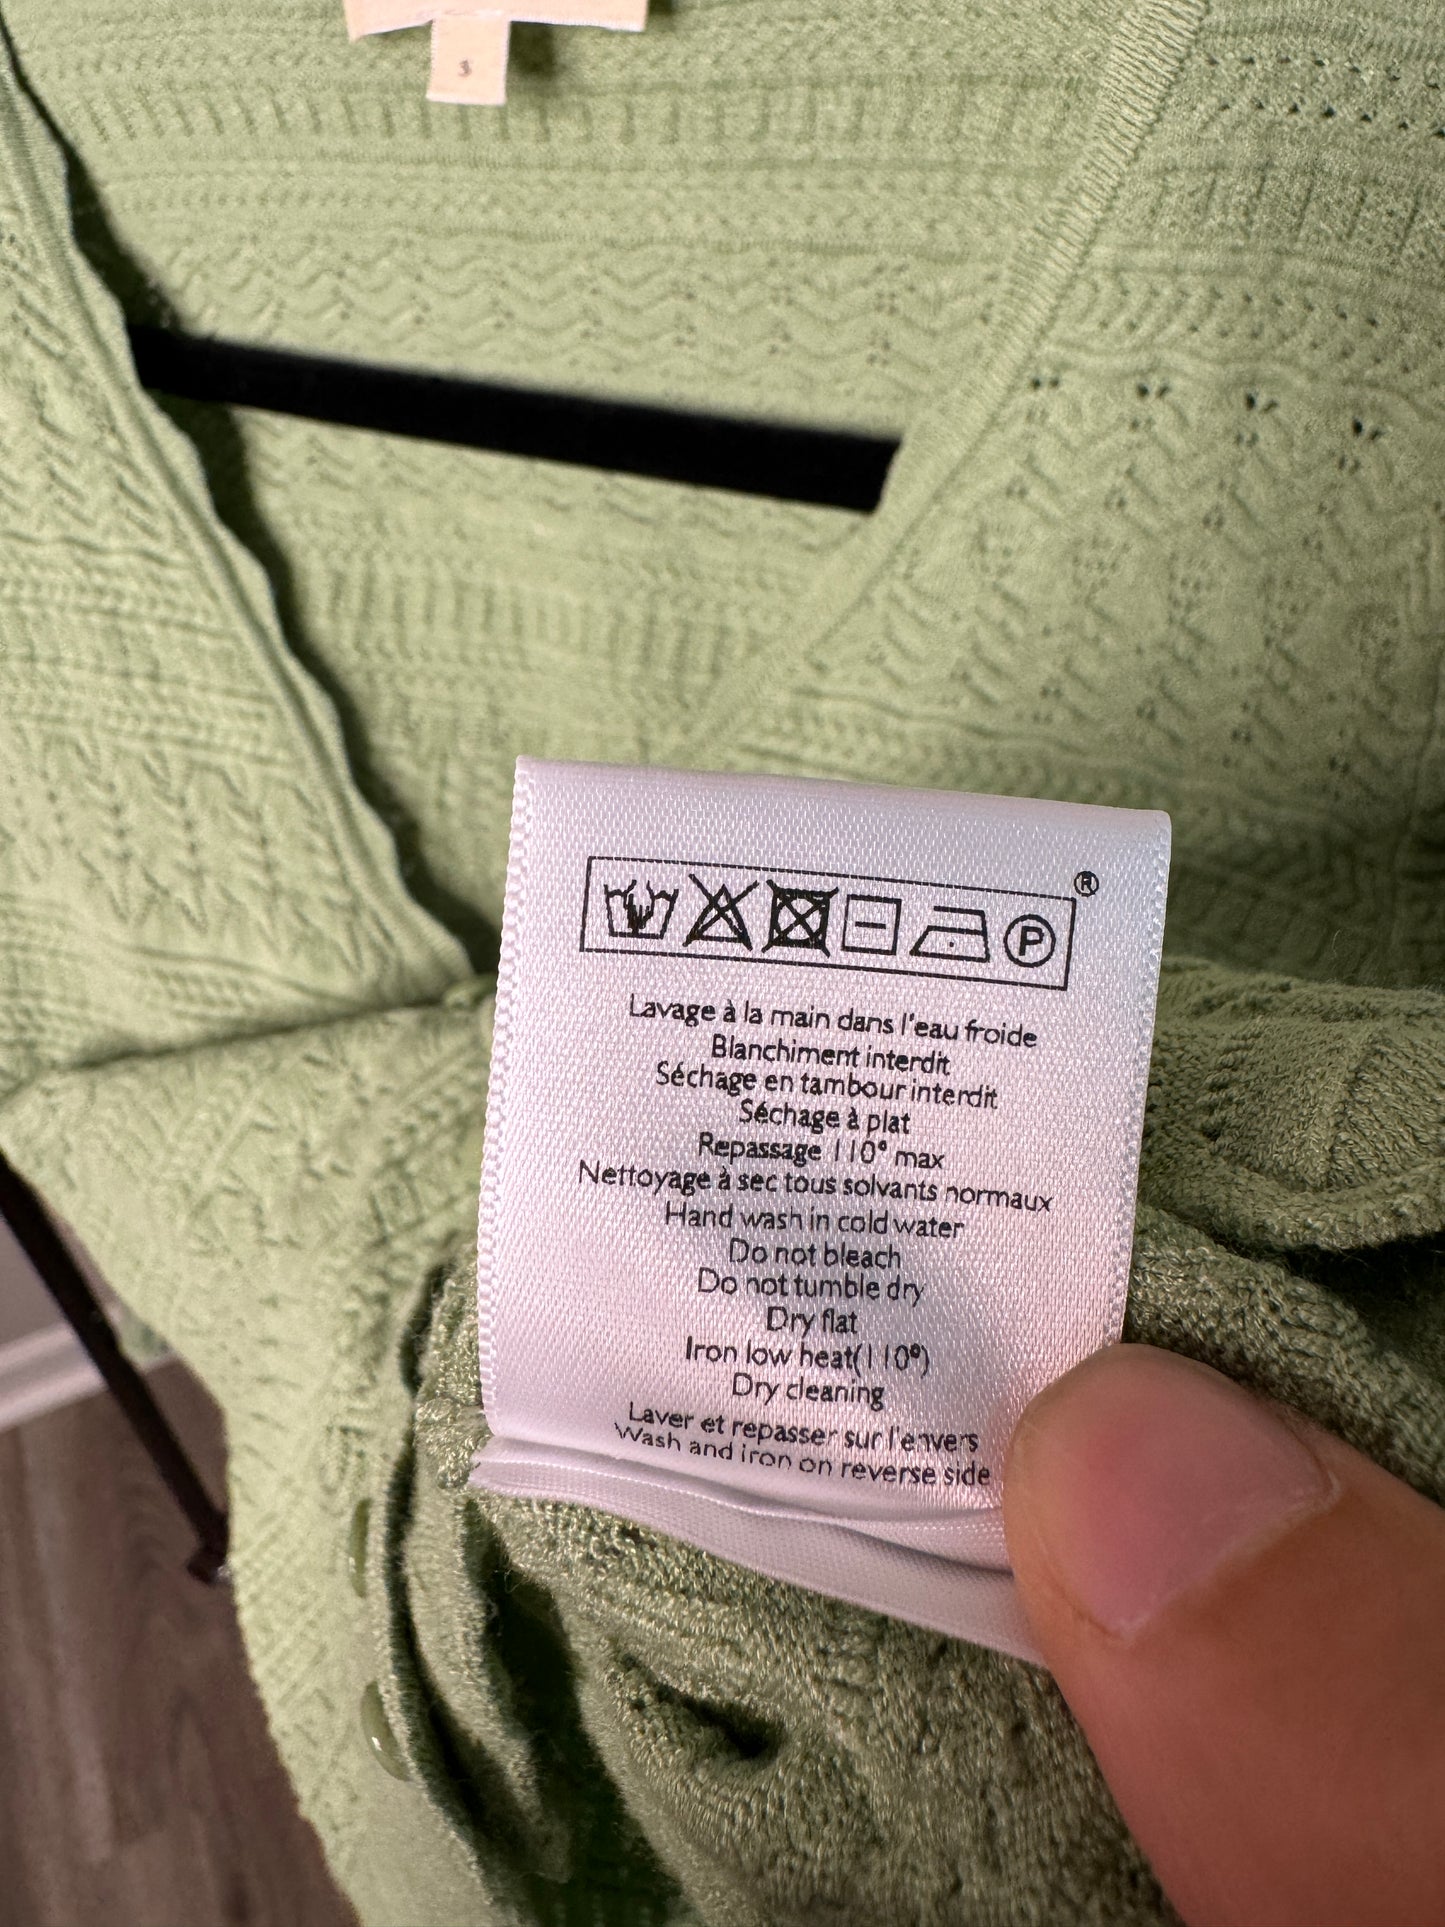 ®
P
Lavage à la main dans l'eau froide
Blanchiment interdit
Séchage en tambour interdit
Séchage à plat
Repassage 110° max
Nettoyage à sec tous solvants normaux
Hand wash in cold water
Do not bleach
Do not tumble dry
Dry flat
Iron low heat(110°)
Dry cleaning
Laver et repasser sur l'envers
Wash and iron on reverse side